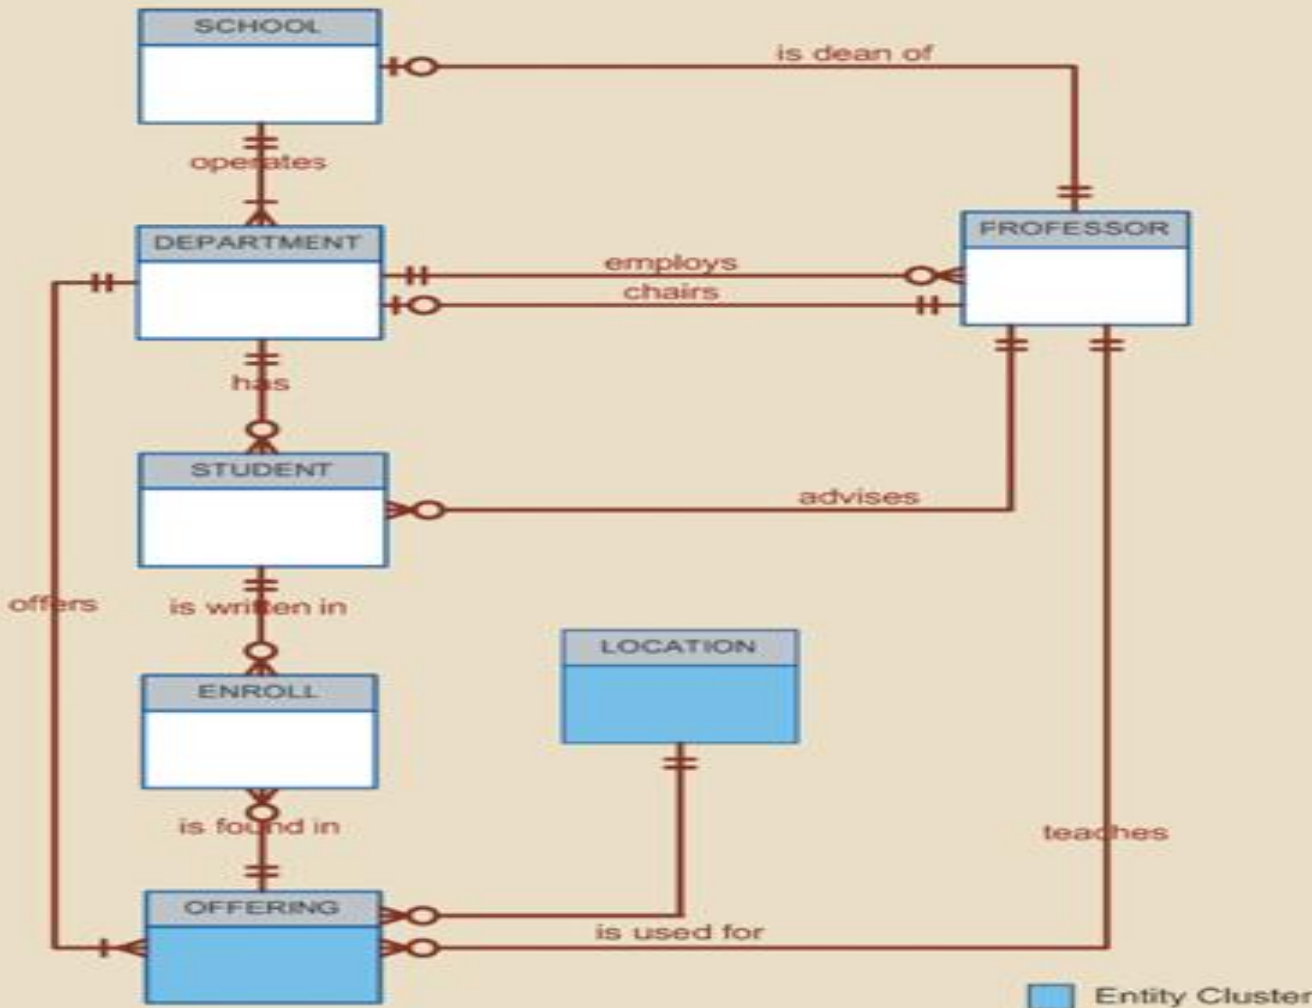 SCHOOL
is dean of
operates
PROFESSOR
DEPARTMENT
employs
chairs
has
STUDENT
advises
offers
is written in
LOCATION
ENROLL
is found in
teaches
OFFERING
is used for
Entity Cluster